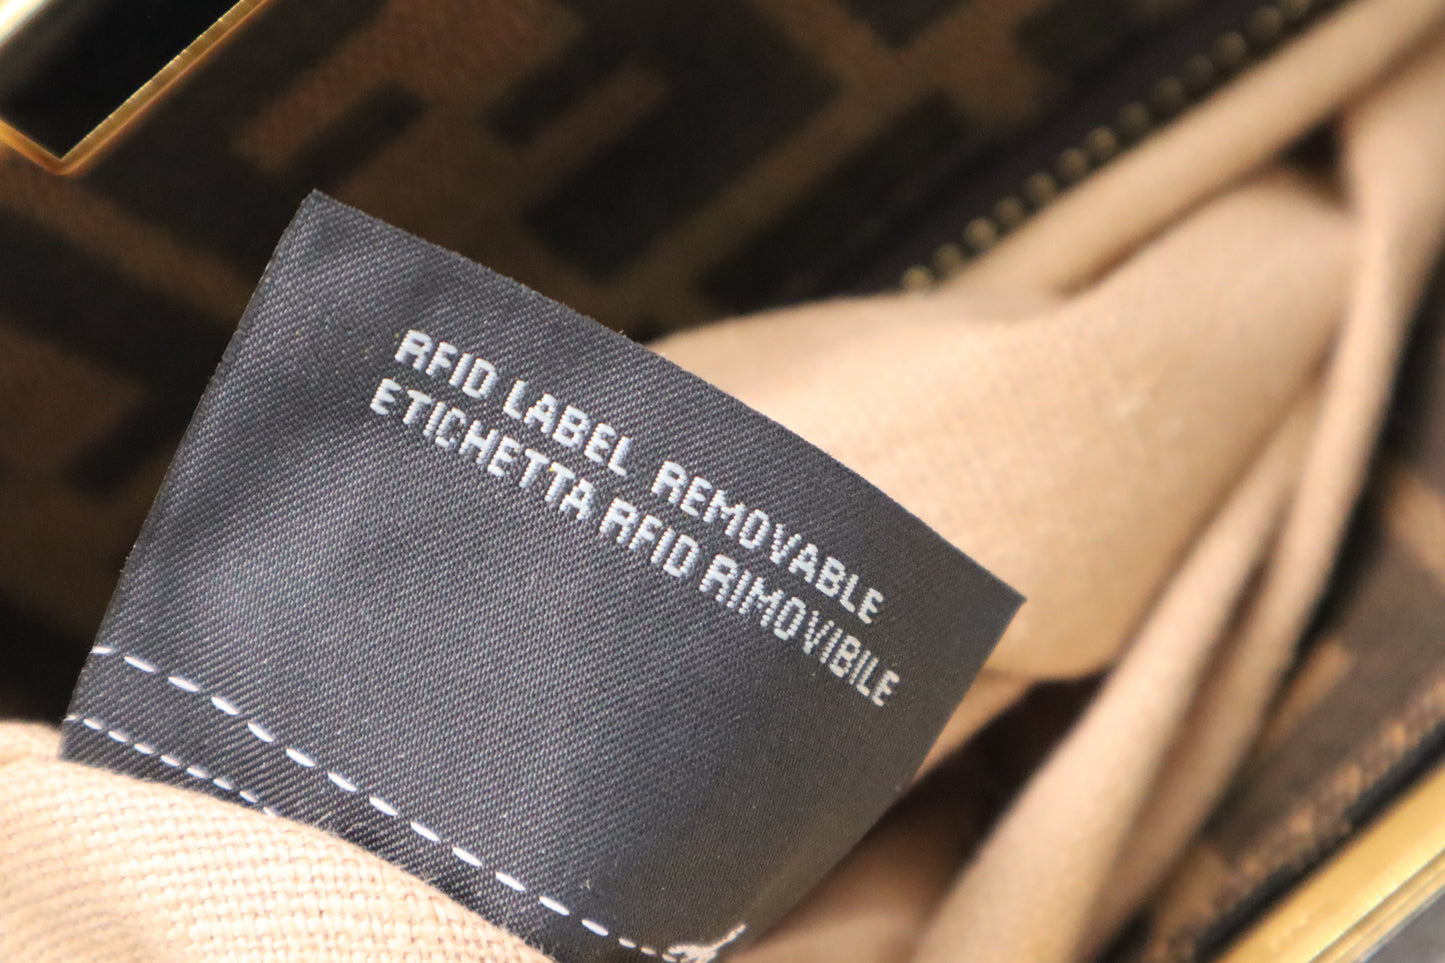 RFID LABEL REMOVABLE
ETICHETTA RFID RIMOVIBILE